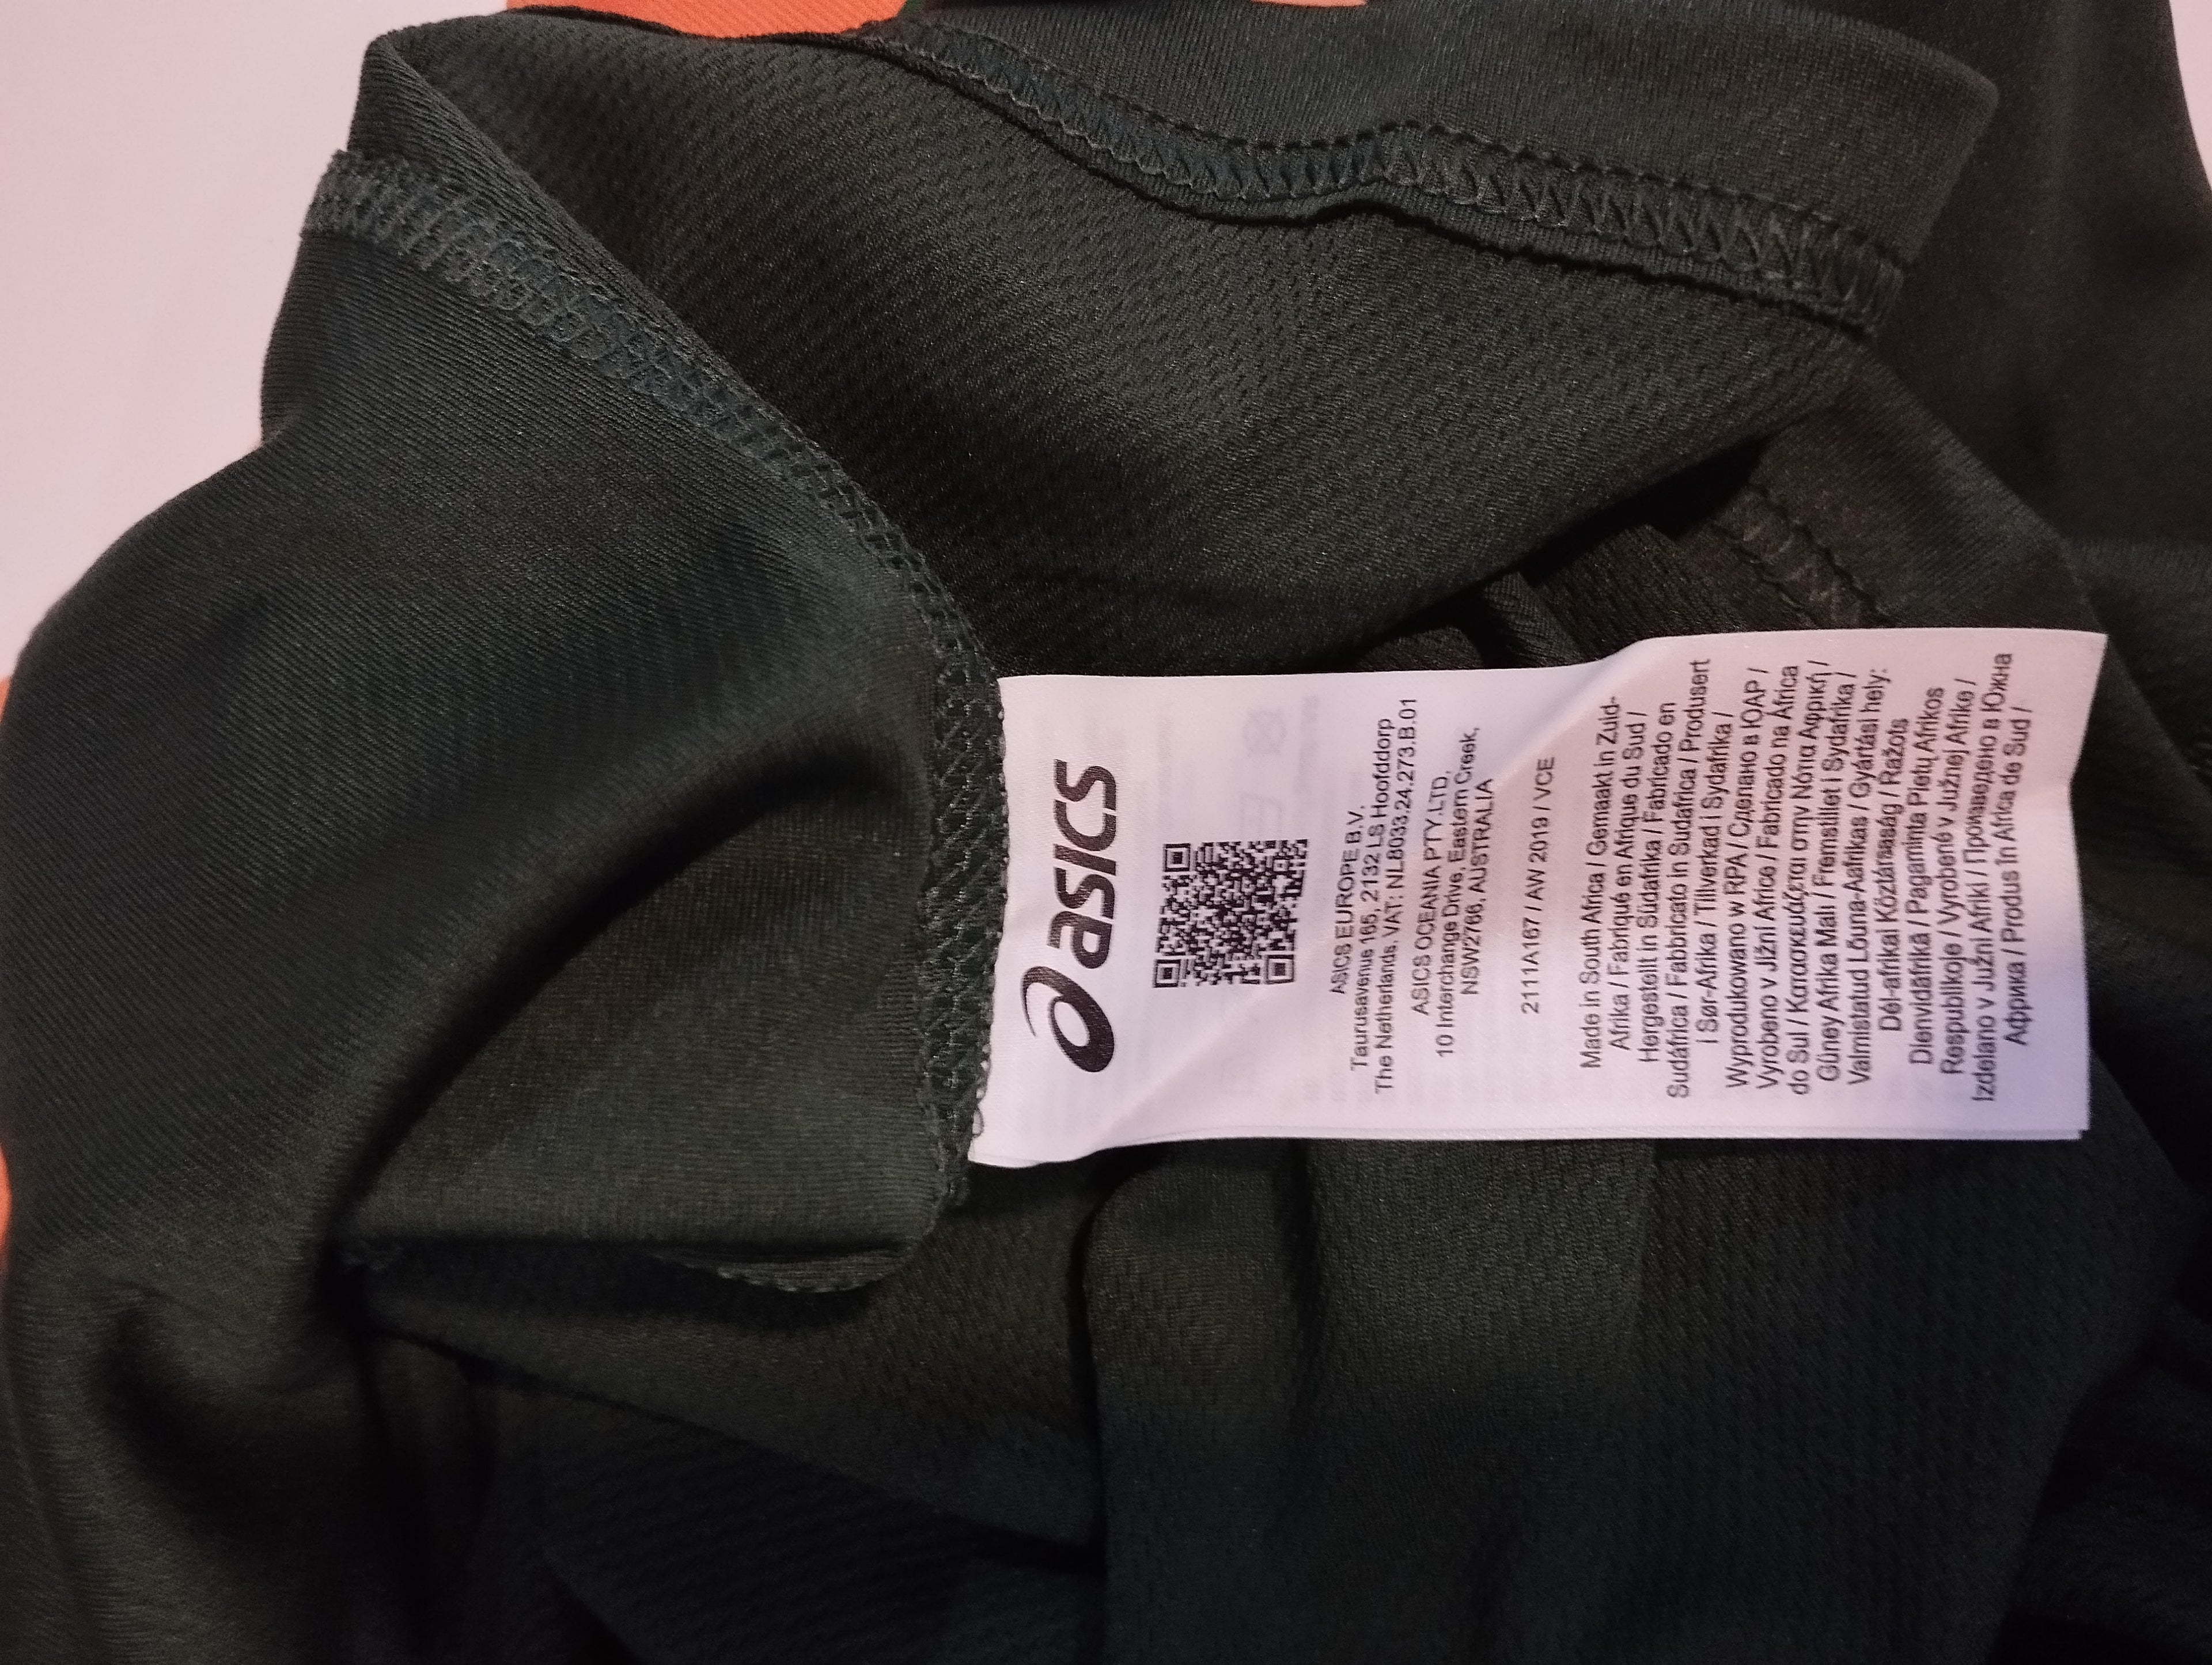 asics
ASICS EUROPE B.V.
Taurusavenue 165, 2132 LS Hoofddorp
The Netherlands. VAT: NL8033.24.273.B.01
ASICS OCEANIA PTY.LTD.
10 Interchange Drive, Eastern Creek,
NSW2766, AUSTRALIA
2111A167 / AW 2019 / VCE
Made in South Africa / Gemaakt in Zuid-
Afrika / Fabriqué en Afrique du Sud /
Hergestellt in Südafrika / Fabricado en
Sudáfrica / Fabbricato in Sudafrica / Produsert
i Sør-Afrika / Tillverkad i Sydafrika /
Wyprodukowano w RPA / Сделано в ЮАР /
Vyrobeno v Jižní Africe / Fabricado na África
do Sul / Κατασκευάζεται στην Νότια Αφρική /
Güney Afrika Malı / Fremstillet i Sydafrika /
Valmistatud Lõuna-Aafrikas / Gyártási hely:
Dél-afrikai Köztársaság / Ražots
Dienvidāfrikā / Pagaminta Pietų Afrikos
Respublikoje / Vyrobené v Južnej Afrike /
Izdelano v Južni Afriki / Произведено в Южна
Африка / Produs în Africa de Sud /